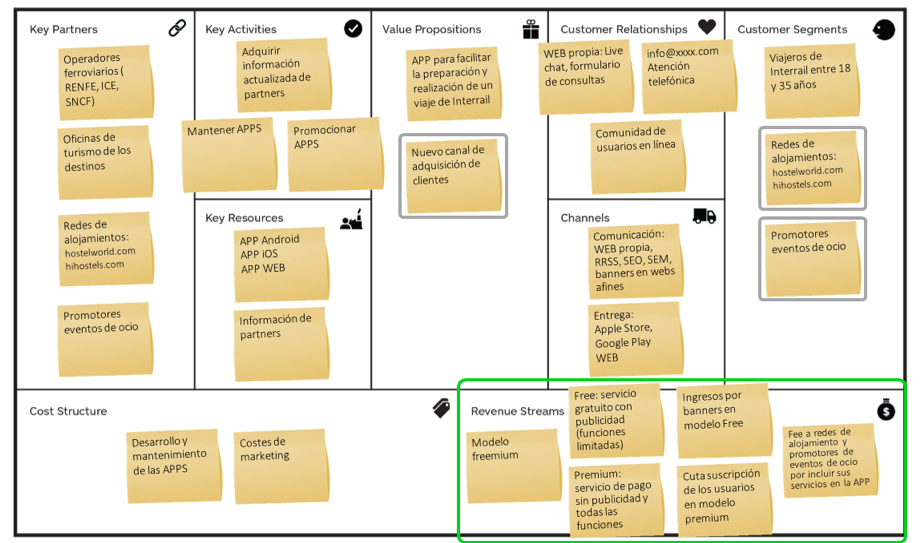 Key Partners
Operadores
ferroviarios (
RENFE, ICE,
SNCF)
Oficinas de
turismo de los
destinos
Redes de
alojamientos:
hostelworld.com
hihostels.com
Promotores
eventos de ocio
Key Activities
Adquirir
información
actualizada de
partners
Mantener APPS
Promocionar
APPS
Key Resources
APP Android
APP iOS
APP WEB
Información de
partners
Value Propositions
APP para facilitar
la preparación y
realización de un
viaje de Interrail
Nuevo canal de
adquisición de
clientes
Customer Relationships
WEB propia: Live
chat, formulario
de consultas
info@xxxx.com
Atención
telefónica
Comunidad de
usuarios en línea
Channels
Comunicación:
WEB propia,
RRSS, SEO, SEM,
banners en webs
afines
Entrega:
Apple Store,
Google Play
WEB
Customer Segments
Viajeros de
Interrail entre 18
y 35 años
Redes de
alojamientos:
hostelworld.com
hihostels.com
Promotores
eventos de ocio
Cost Structure
Desarrollo y
mantenimiento
de las APPS
Costes de
marketing
Revenue Streams
$
Modelo
freemium
Free: servicio
gratuito con
publicidad
(funciones
limitadas)
Premium:
servicio de pago
sin publicidad y
todas las
funciones
Ingresos por
banners en
modelo Free
Cuta suscripción
de los usuarios
en modelo
premium
Fee a redes de
alojamiento y
promotores de
eventos de ocio
por incluir sus
servicios en la APP